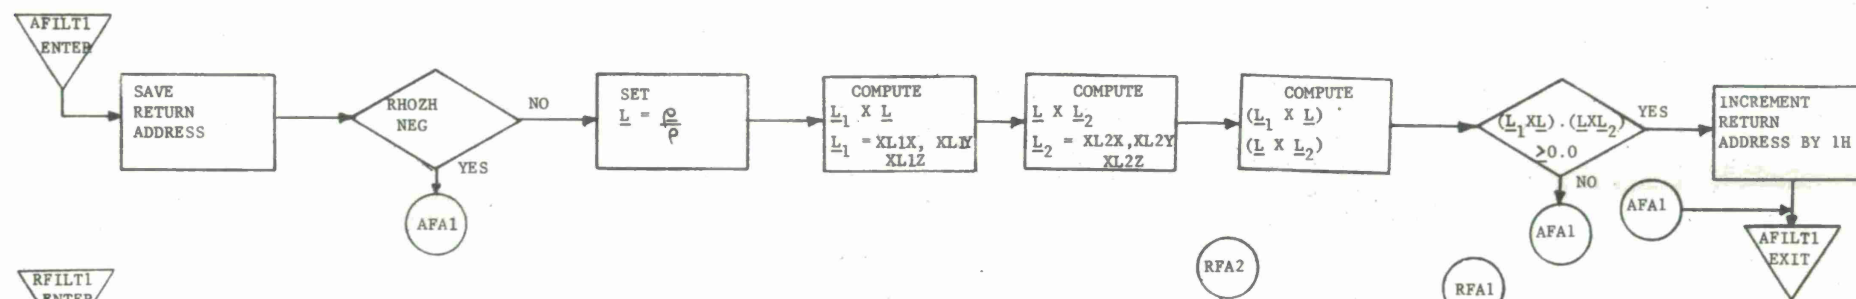 AFILT1
ENTER
SAVE
RETURN
ADDRESS
RHOZH
NEG
NO
YES
AFA1
SET
L = ρ/ρ
COMPUTE
L₁ X L
L₁ = XL1X, XL1Y
XL1Z
COMPUTE
L X L₂
L₂ = XL2X, XL2Y
XL2Z
COMPUTE
(L₁ X L)
(L X L₂)
(L₁XL) . (LXL₂)
≥0.0
YES
NO
AFA1
INCREMENT
RETURN
ADDRESS BY 1H
AFA1
AFILT1
EXIT
RFILT1
ENTER
RFA2
RFA1